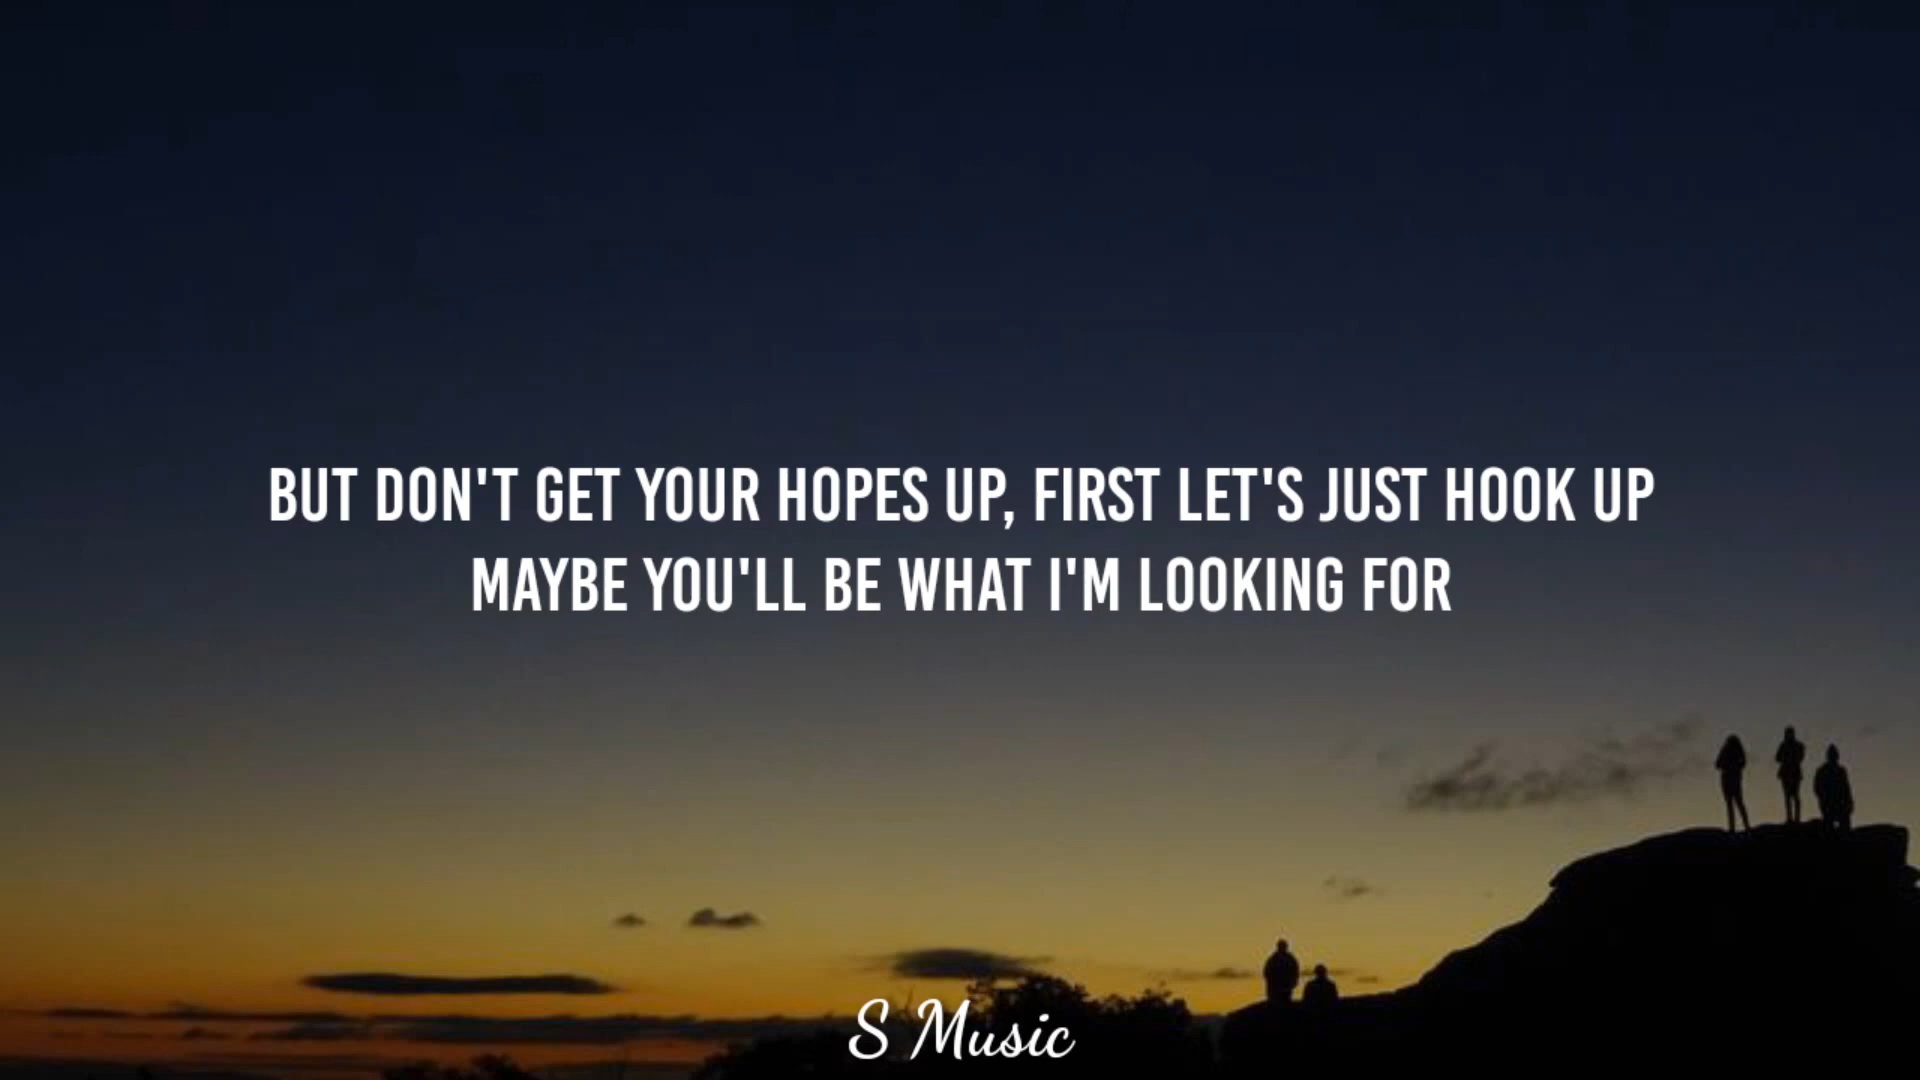 BUT DON'T GET YOUR HOPES UP, FIRST LET'S JUST HOOK UP
MAYBE YOU'LL BE WHAT I'M LOOKING FOR
S Music